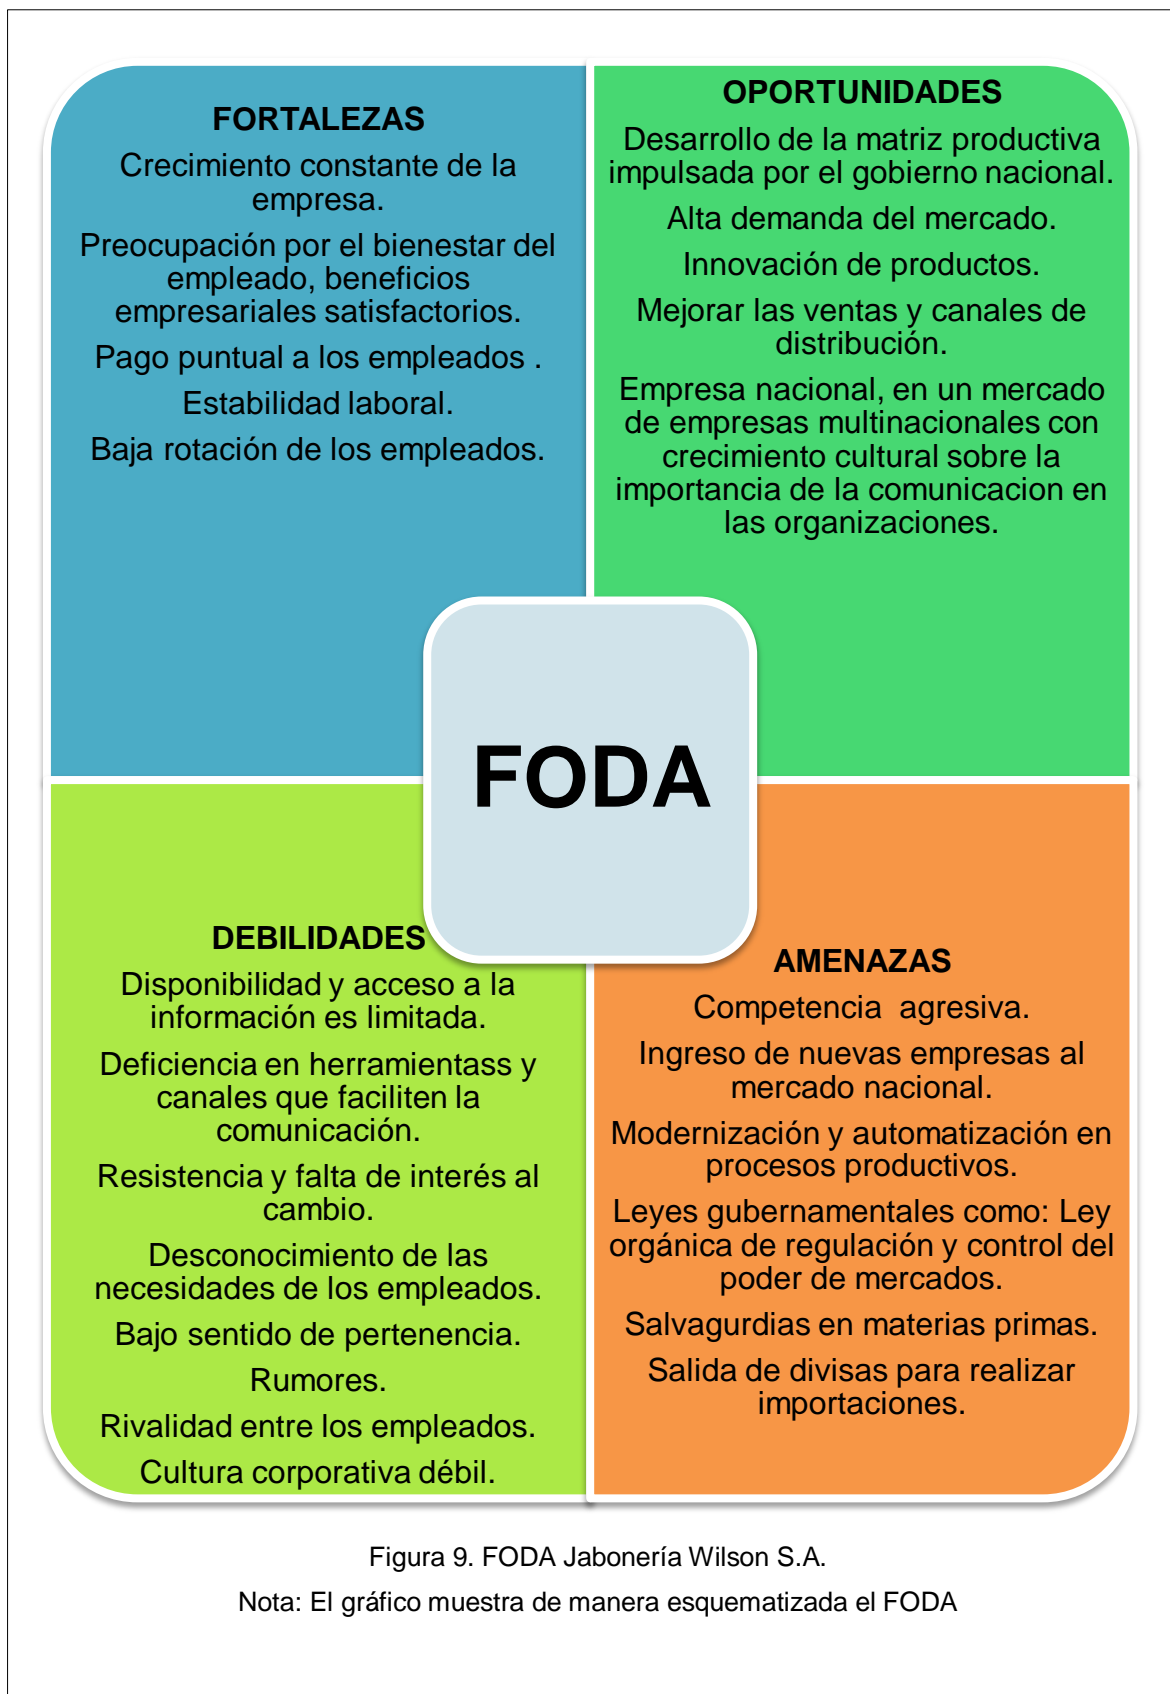 FORTALEZAS
Crecimiento constante de la
empresa.
Preocupación por el bienestar del
empleado, beneficios
empresariales satisfactorios.
Pago puntual a los empleados .
Estabilidad laboral.
Baja rotación de los empleados.
OPORTUNIDADES
Desarrollo de la matriz productiva
impulsada por el gobierno nacional.
Alta demanda del mercado.
Innovación de productos.
Mejorar las ventas y canales de
distribución.
Empresa nacional, en un mercado
de empresas multinacionales con
crecimiento cultural sobre la
importancia de la comunicacion en
las organizaciones.
FODA
DEBILIDADES
Disponibilidad y acceso a la
información es limitada.
Deficiencia en herramientass y
canales que faciliten la
comunicación.
Resistencia y falta de interés al
cambio.
Desconocimiento de las
necesidades de los empleados.
Bajo sentido de pertenencia.
Rumores.
Rivalidad entre los empleados.
Cultura corporativa débil.
AMENAZAS
Competencia  agresiva.
Ingreso de nuevas empresas al
mercado nacional.
Modernización y automatización en
procesos productivos.
Leyes gubernamentales como: Ley
orgánica de regulación y control del
poder de mercados.
Salvagurdias en materias primas.
Salida de divisas para realizar
importaciones.
Figura 9. FODA Jabonería Wilson S.A.
Nota: El gráfico muestra de manera esquematizada el FODA